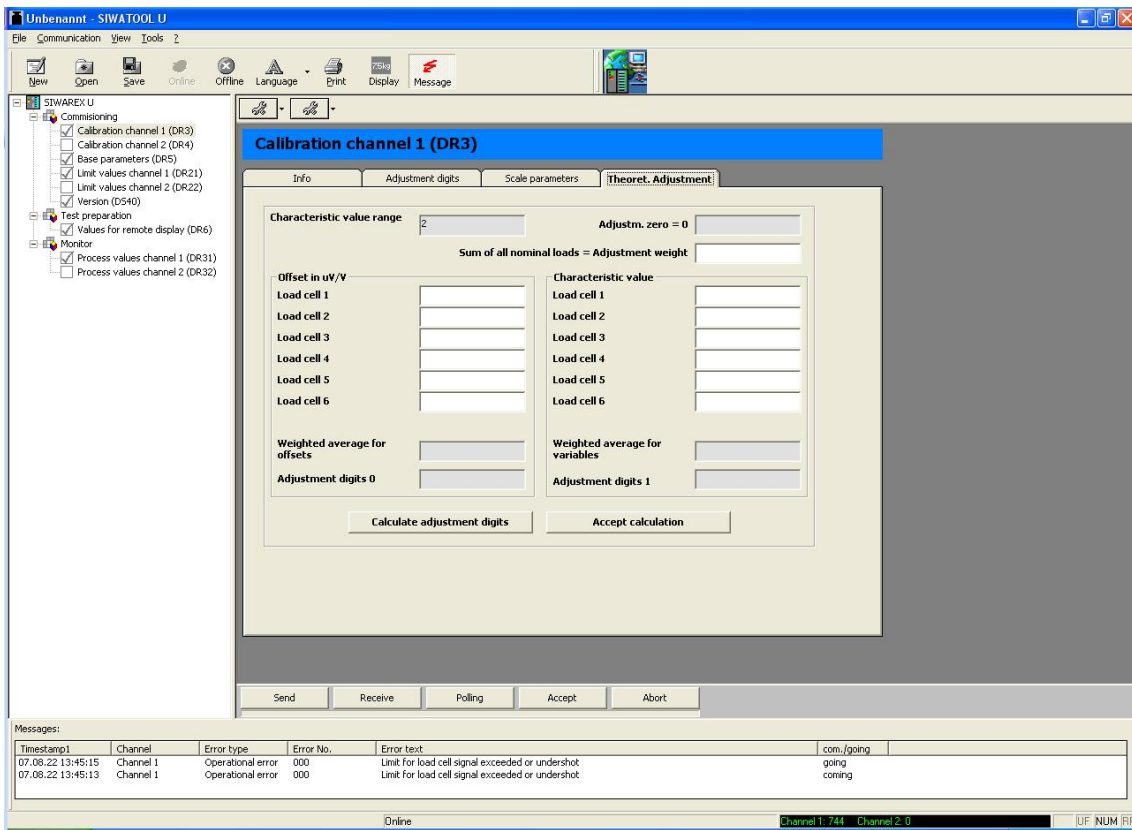 Unbenannt - SIWATOOL U
File Communication View Tools ?
New Open Save Online Offline Language Print 75kg Display Message
SIWAREX U
Commisioning
Calibration channel 1 (DR3)
Calibration channel 2 (DR4)
Base parameters (DR5)
Limit values channel 1 (DR21)
Limit values channel 2 (DR22)
Version (DS40)
Test preparation
Values for remote display (DR6)
Monitor
Process values channel 1 (DR31)
Process values channel 2 (DR32)
Calibration channel 1 (DR3)
Info Adjustment digits Scale parameters Theoret. Adjustment
Characteristic value range 2 Adjustm. zero = 0
Sum of all nominal loads = Adjustment weight
Offset in uV/V Characteristic value
Load cell 1 Load cell 1
Load cell 2 Load cell 2
Load cell 3 Load cell 3
Load cell 4 Load cell 4
Load cell 5 Load cell 5
Load cell 6 Load cell 6
Weighted average for offsets Weighted average for variables
Adjustment digits 0 Adjustment digits 1
Calculate adjustment digits Accept calculation
Send Receive Polling Accept Abort
Messages:
Timestamp1 Channel Error type Error No. Error text com./going
07.08.22 13:45:15 Channel 1 Operational error 000 Limit for load cell signal exceeded or undershot going
07.08.22 13:45:13 Channel 1 Operational error 000 Limit for load cell signal exceeded or undershot coming
Online Channel 1: 744 Channel 2: 0 UF NUM